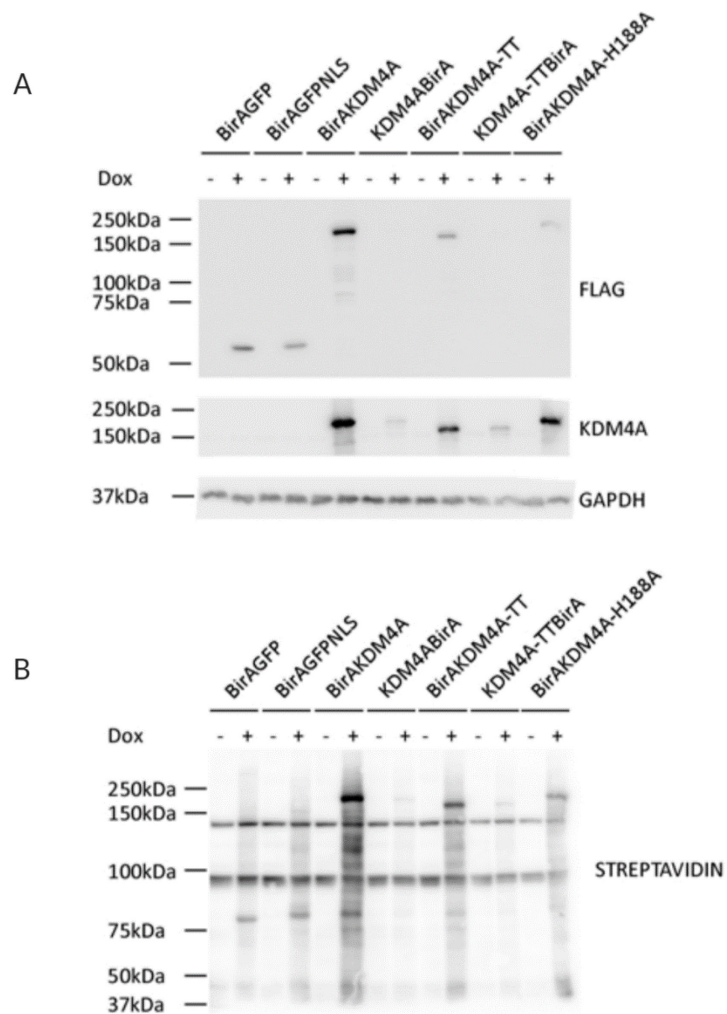 A
BirAGFP
BirAGFPNLS
BirAKDM4A
KDM4ABirA
BirAKDM4A-TT
KDM4A-TTBirA
BirAKDM4A-H188A
Dox - + - + - + - + - + - + - +
250kDa
150kDa
100kDa
75kDa
FLAG
50kDa
250kDa
150kDa
KDM4A
37kDa
GAPDH
B
BirAGFP
BirAGFPNLS
BirAKDM4A
KDM4ABirA
BirAKDM4A-TT
KDM4A-TTBirA
BirAKDM4A-H188A
Dox - + - + - + - + - + - + - +
250kDa
150kDa
100kDa
STREPTAVIDIN
75kDa
50kDa
37kDa